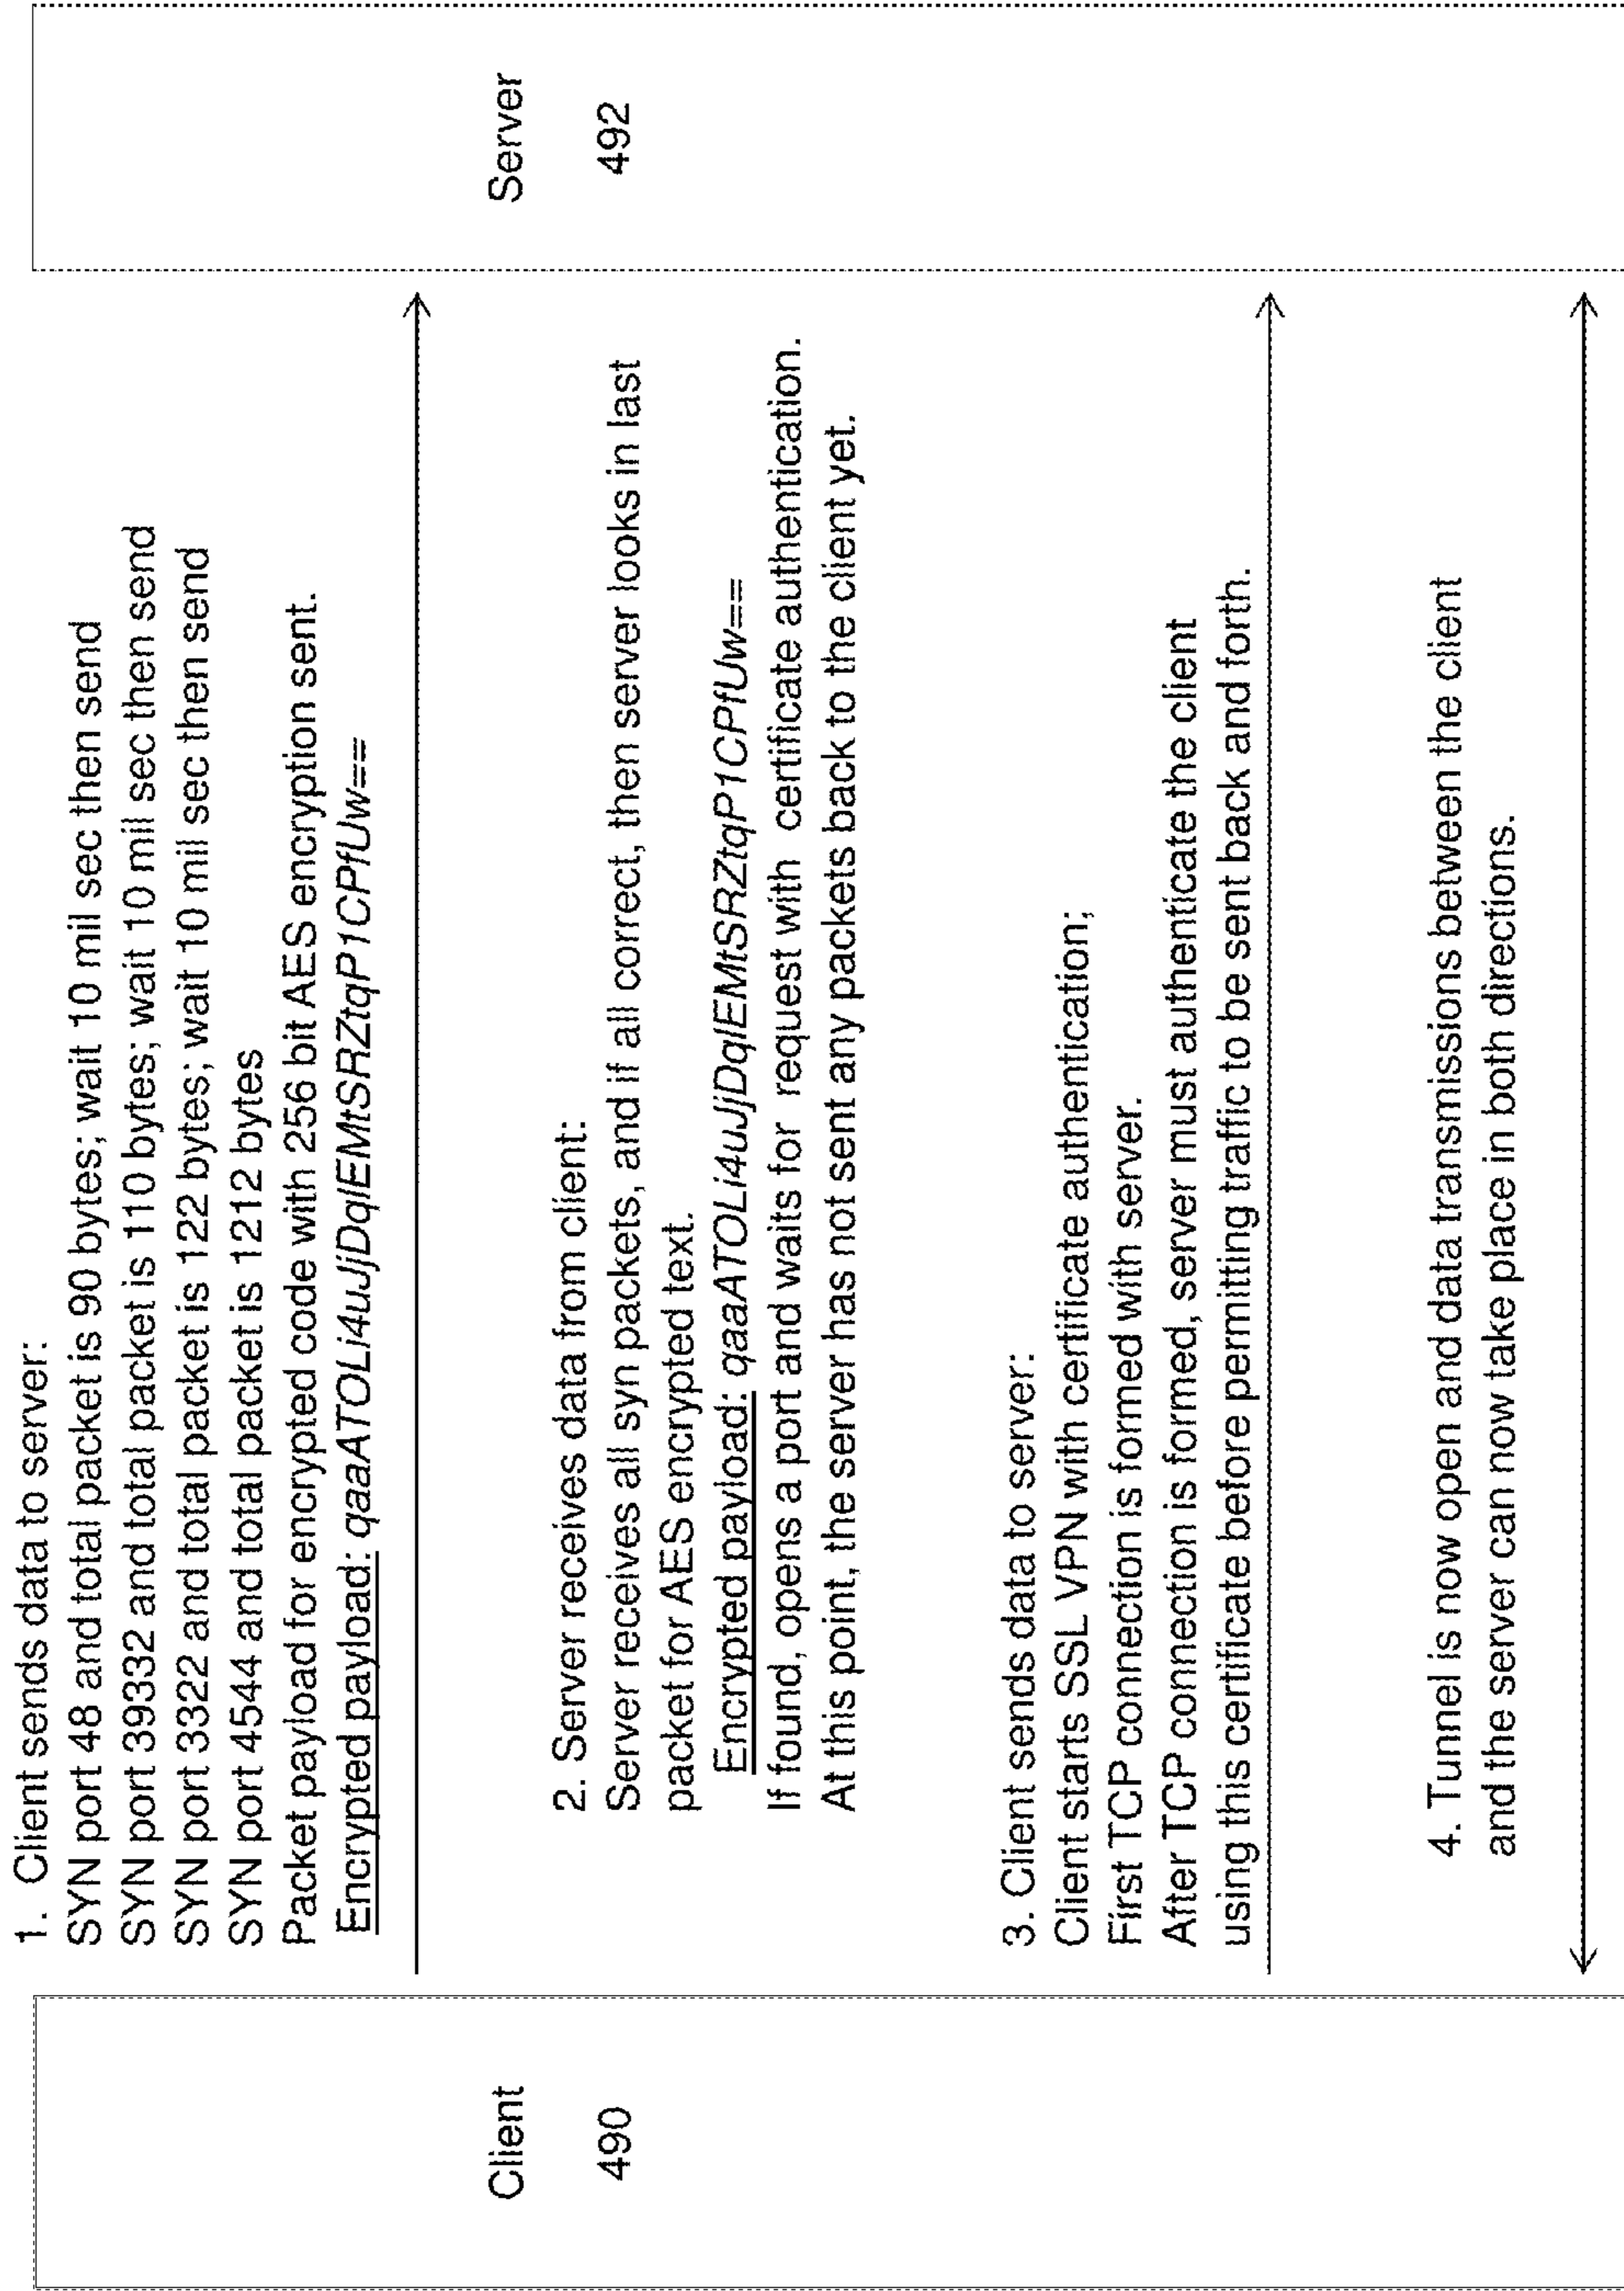 Client
490
1. Client sends data to server:
SYN port 48 and total packet is 90 bytes; wait 10 mil sec then send
SYN port 39332 and total packet is 110 bytes; wait 10 mil sec then send
SYN port 3322 and total packet is 122 bytes; wait 10 mil sec then send
SYN port 4544 and total packet is 1212 bytes
Packet payload for encrypted code with 256 bit AES encryption sent.
Encrypted payload: qaaATOLi4uJjDqlEMtSRZtqP1CPfUw==
2. Server receives data from client:
Server receives all syn packets, and if all correct, then server looks in last
packet for AES encrypted text.
Encrypted payload: qaaATOLi4uJjDqlEMtSRZtqP1CPfUw==
If found, opens a port and waits for request with certificate authentication.
At this point, the server has not sent any packets back to the client yet.
3. Client sends data to server:
Client starts SSL VPN with certificate authentication;
First TCP connection is formed with server.
After TCP connection is formed, server must authenticate the client
using this certificate before permitting traffic to be sent back and forth.
4. Tunnel is now open and data transmissions between the client
and the server can now take place in both directions.
Server
492